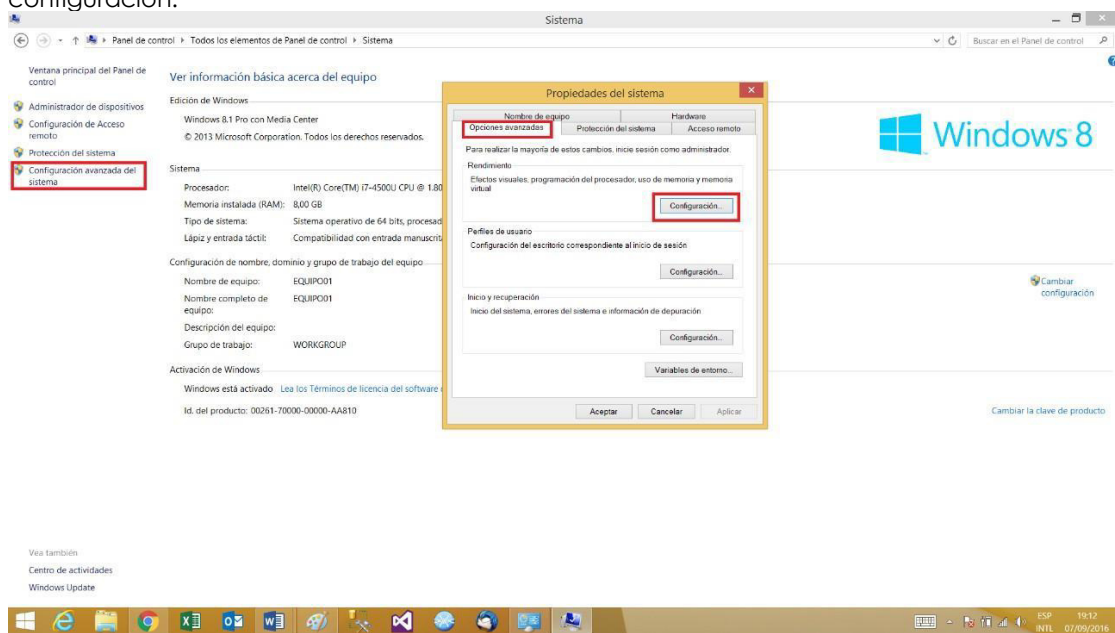 configuración.
Sistema
Panel de control Todos los elementos de Panel de control Sistema
Buscar en el Panel de control
Ventana principal del Panel de
control
Administrador de dispositivos
Configuración de Acceso
remoto
Protección del sistema
Configuración avanzada del
sistema
Ver información básica acerca del equipo
Edición de Windows
Windows 8.1 Pro con Media Center
© 2013 Microsoft Corporation. Todos los derechos reservados.
Sistema
Procesador: Intel(R) Core(TM) i7-4500U CPU @ 1.80
Memoria instalada (RAM): 8,00 GB
Tipo de sistema: Sistema operativo de 64 bits, procesad
Lápiz y entrada táctil: Compatibilidad con entrada manuscrit
Configuración de nombre, dominio y grupo de trabajo del equipo
Nombre de equipo: EQUIPO01
Nombre completo de EQUIPO01
equipo:
Descripción del equipo:
Grupo de trabajo: WORKGROUP
Activación de Windows
Windows está activado Lea los Términos de licencia del software
Id. del producto: 00261-70000-00000-AA810
Propiedades del sistema
Nombre de equipo Hardware
Opciones avanzadas Protección del sistema Acceso remoto
Para realizar la mayoría de estos cambios, inicie sesión como administrador.
Rendimiento
Efectos visuales, programación del procesador, uso de memoria y memoria
virtual
Configuración...
Perfiles de usuario
Configuración del escritorio correspondiente al inicio de sesión
Configuración...
Inicio y recuperación
Inicio del sistema, errores del sistema e información de depuración
Configuración...
Variables de entorno...
Aceptar Cancelar Aplicar
Windows 8
Cambiar
configuración
Cambiar la clave de producto
Vea también
Centro de actividades
Windows Update
ESP 19:12
INTL 07/09/2016